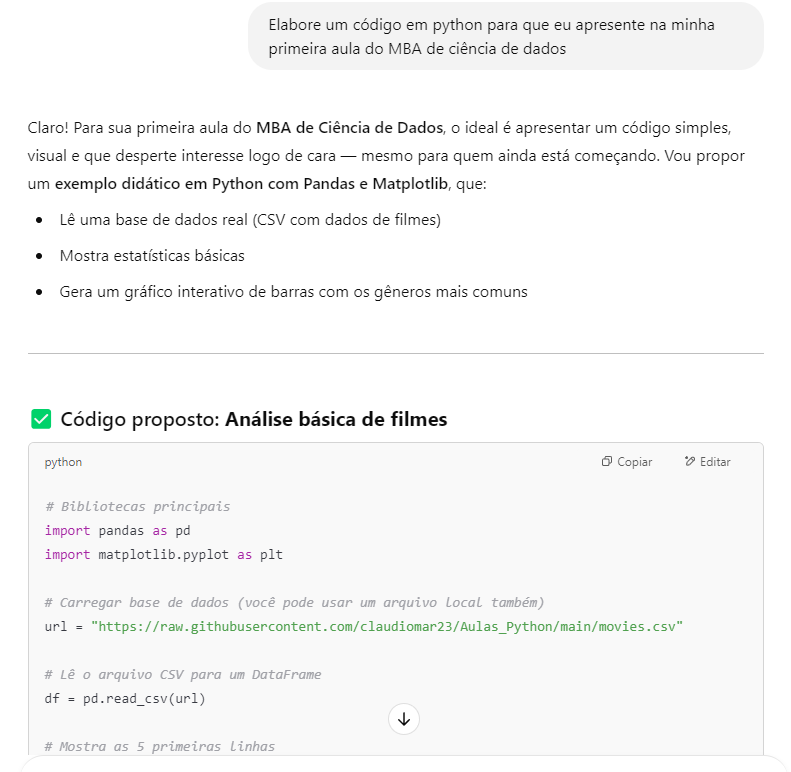 Elabore um código em python para que eu apresente na minha
primeira aula do MBA de ciência de dados
Claro! Para sua primeira aula do MBA de Ciência de Dados, o ideal é apresentar um código simples,
visual e que desperte interesse logo de cara — mesmo para quem ainda está começando. Vou propor
um exemplo didático em Python com Pandas e Matplotlib, que:
• Lê uma base de dados real (CSV com dados de filmes)
• Mostra estatísticas básicas
• Gera um gráfico interativo de barras com os gêneros mais comuns
✅ Código proposto: Análise básica de filmes
python Copiar Editar
# Bibliotecas principais
import pandas as pd
import matplotlib.pyplot as plt
# Carregar base de dados (você pode usar um arquivo local também)
url = "https://raw.githubusercontent.com/claudiomar23/Aulas_Python/main/movies.csv"
# Lê o arquivo CSV para um DataFrame
df = pd.read_csv(url)
# Mostra as 5 primeiras linhas